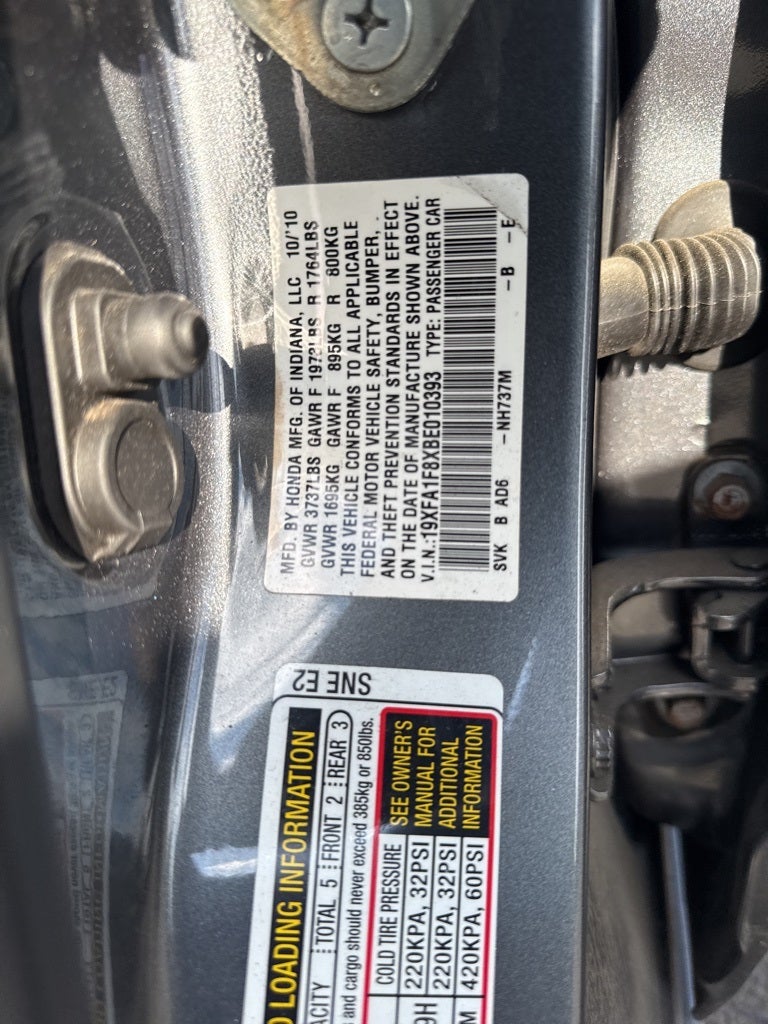 MFD. BY HONDA MFG. OF INDIANA, LLC 10/'10
GVWR 3737LBS GAWR F 1973LBS R 1764LBS
GVWR 1695KG GAWR F 895KG R 800KG
THIS VEHICLE CONFORMS TO ALL APPLICABLE
FEDERAL MOTOR VEHICLE SAFETY, BUMPER,
AND THEFT PREVENTION STANDARDS IN EFFECT
ON THE DATE OF MANUFACTURE SHOWN ABOVE.
V.I.N.:19XFA1F8XBE010393 TYPE: PASSENGER CAR
SVK B AD6 -NH737M -B -E
SNE E2
LOADING INFORMATION
TOTAL 5 FRONT 2 REAR 3
and cargo should never exceed 385kg or 850lbs.
COLD TIRE PRESSURE
220KPA, 32PSI
220KPA, 32PSI
420KPA, 60PSI
SEE OWNER'S
MANUAL FOR
ADDITIONAL
INFORMATION